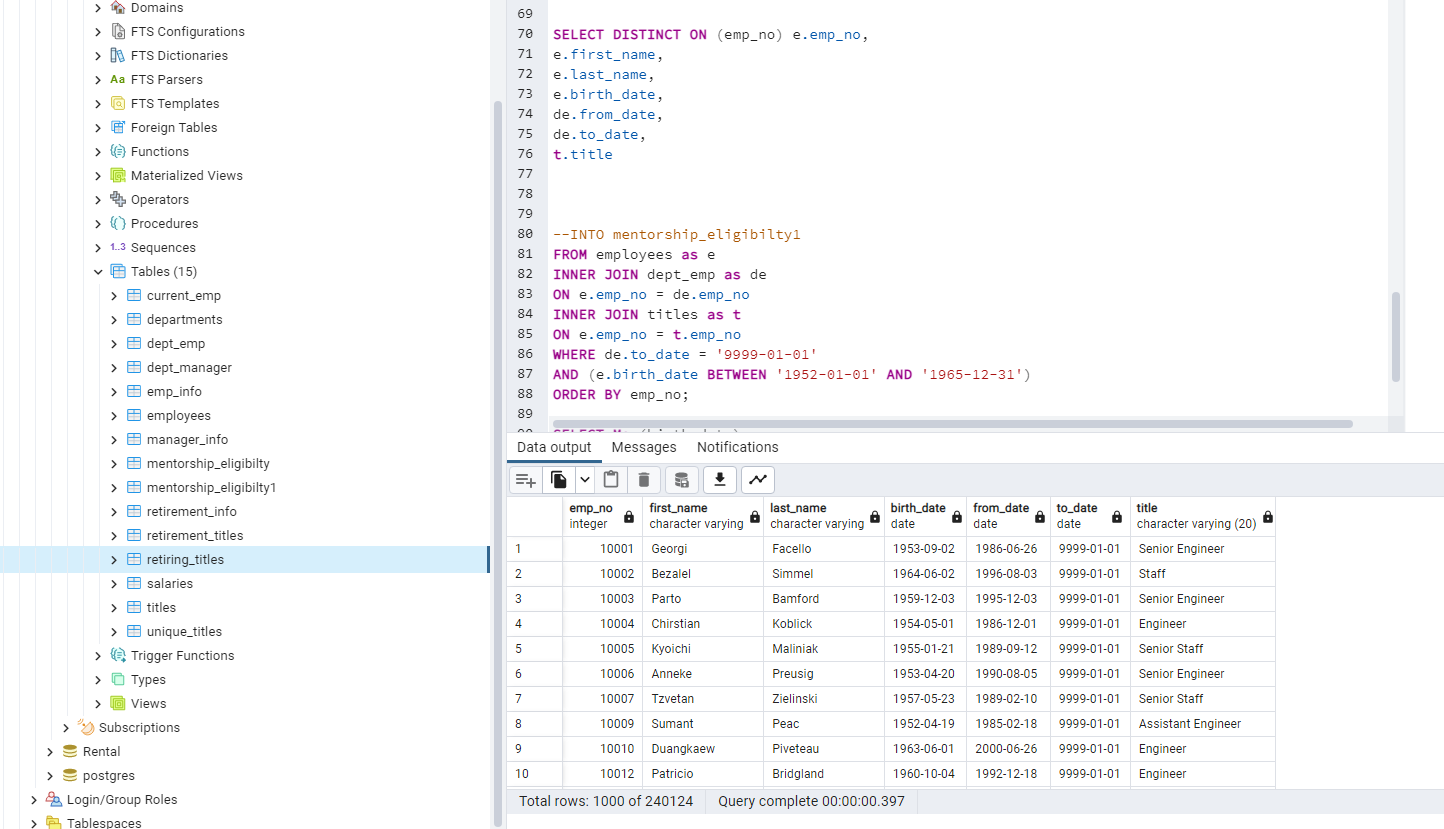 Domains
FTS Configurations
FTS Dictionaries
Aa FTS Parsers
FTS Templates
Foreign Tables
Functions
Materialized Views
Operators
Procedures
1..3 Sequences
Tables (15)
current_emp
departments
dept_emp
dept_manager
emp_info
employees
manager_info
mentorship_eligibilty
mentorship_eligibilty1
retirement_info
retirement_titles
retiring_titles
salaries
titles
unique_titles
Trigger Functions
Types
Views
Subscriptions
Rental
postgres
Login/Group Roles
Tablespaces
69
70 SELECT DISTINCT ON (emp_no) e.emp_no,
71 e.first_name,
72 e.last_name,
73 e.birth_date,
74 de.from_date,
75 de.to_date,
76 t.title
77
78
79
80 --INTO mentorship_eligibilty1
81 FROM employees as e
82 INNER JOIN dept_emp as de
83 ON e.emp_no = de.emp_no
84 INNER JOIN titles as t
85 ON e.emp_no = t.emp_no
86 WHERE de.to_date = '9999-01-01'
87 AND (e.birth_date BETWEEN '1952-01-01' AND '1965-12-31')
88 ORDER BY emp_no;
89
Data output Messages Notifications
emp_no first_name last_name birth_date from_date to_date title
integer character varying character varying date date date character varying (20)
1 10001 Georgi Facello 1953-09-02 1986-06-26 9999-01-01 Senior Engineer
2 10002 Bezalel Simmel 1964-06-02 1996-08-03 9999-01-01 Staff
3 10003 Parto Bamford 1959-12-03 1995-12-03 9999-01-01 Senior Engineer
4 10004 Chirstian Koblick 1954-05-01 1986-12-01 9999-01-01 Engineer
5 10005 Kyoichi Maliniak 1955-01-21 1989-09-12 9999-01-01 Senior Staff
6 10006 Anneke Preusig 1953-04-20 1990-08-05 9999-01-01 Senior Engineer
7 10007 Tzvetan Zielinski 1957-05-23 1989-02-10 9999-01-01 Senior Staff
8 10009 Sumant Peac 1952-04-19 1985-02-18 9999-01-01 Assistant Engineer
9 10010 Duangkaew Piveteau 1963-06-01 2000-06-26 9999-01-01 Engineer
10 10012 Patricio Bridgland 1960-10-04 1992-12-18 9999-01-01 Engineer
Total rows: 1000 of 240124 Query complete 00:00:00.397